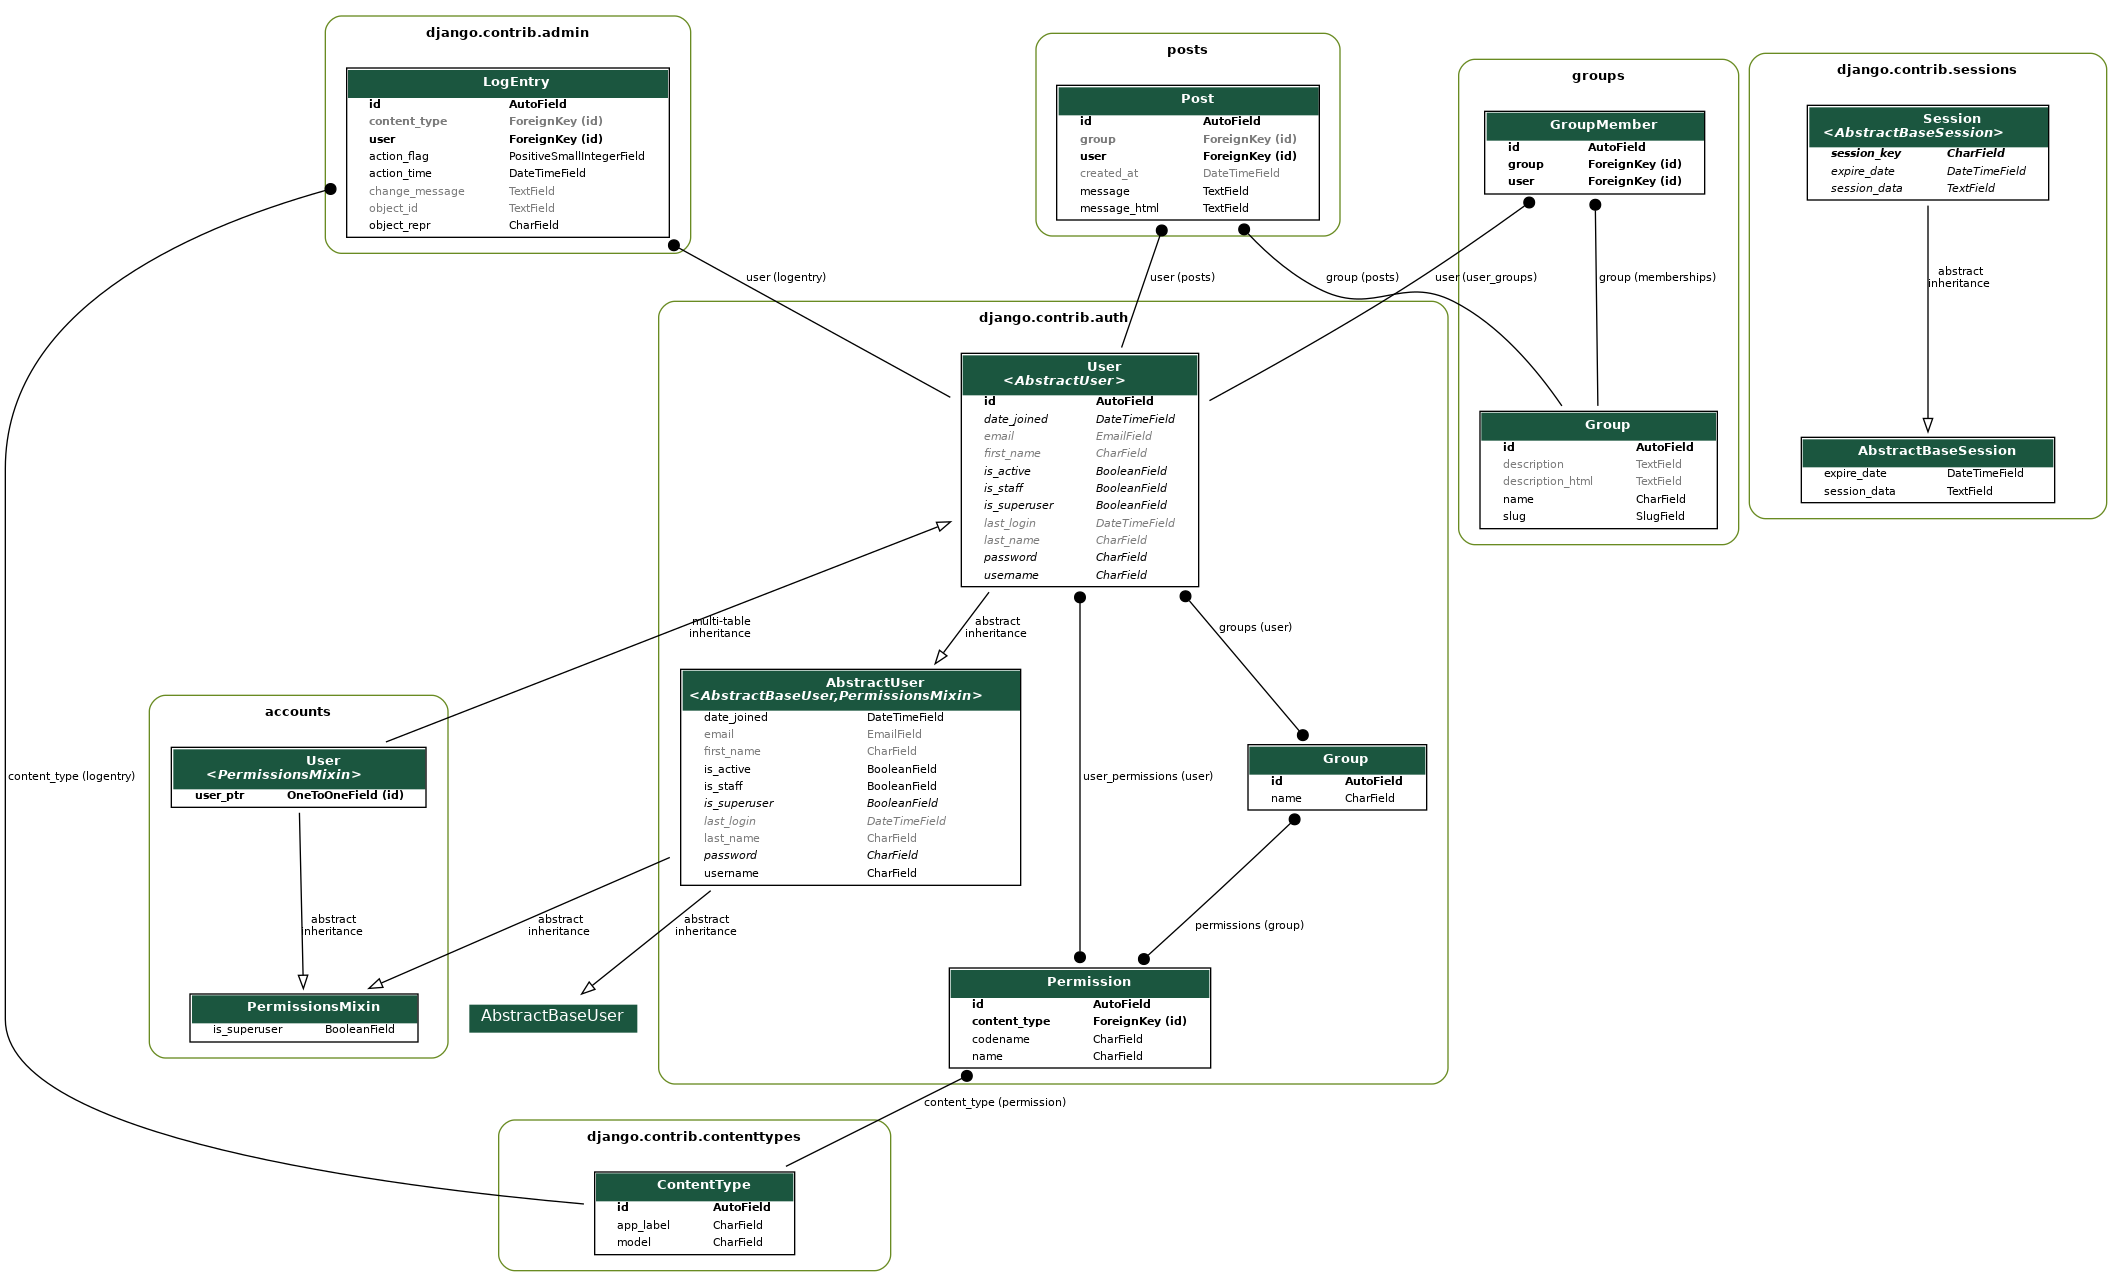 django.contrib.admin
LogEntry
id AutoField
content_type ForeignKey (id)
user ForeignKey (id)
action_flag PositiveSmallIntegerField
action_time DateTimeField
change_message TextField
object_id TextField
object_repr CharField
posts
Post
id AutoField
group ForeignKey (id)
user ForeignKey (id)
created_at DateTimeField
message TextField
message_html TextField
groups
GroupMember
id AutoField
group ForeignKey (id)
user ForeignKey (id)
django.contrib.sessions
Session
<AbstractBaseSession>
session_key CharField
expire_date DateTimeField
session_data TextField
user (logentry)
user (posts)
group (posts)
user (user_groups)
group (memberships)
abstract
inheritance
django.contrib.auth
User
<AbstractUser>
id AutoField
date_joined DateTimeField
email EmailField
first_name CharField
is_active BooleanField
is_staff BooleanField
is_superuser BooleanField
last_login DateTimeField
last_name CharField
password CharField
username CharField
Group
id AutoField
description TextField
description_html TextField
name CharField
slug SlugField
AbstractBaseSession
expire_date DateTimeField
session_data TextField
multi-table
inheritance
abstract
inheritance
groups (user)
AbstractUser
<AbstractBaseUser,PermissionsMixin>
date_joined DateTimeField
email EmailField
first_name CharField
is_active BooleanField
is_staff BooleanField
is_superuser BooleanField
last_login DateTimeField
last_name CharField
password CharField
username CharField
accounts
User
<PermissionsMixin>
user_ptr OneToOneField (id)
content_type (logentry)
user_permissions (user)
Group
id AutoField
name CharField
abstract
inheritance
abstract
inheritance
abstract
inheritance
permissions (group)
PermissionsMixin
is_superuser BooleanField
AbstractBaseUser
Permission
id AutoField
content_type ForeignKey (id)
codename CharField
name CharField
content_type (permission)
django.contrib.contenttypes
ContentType
id AutoField
app_label CharField
model CharField